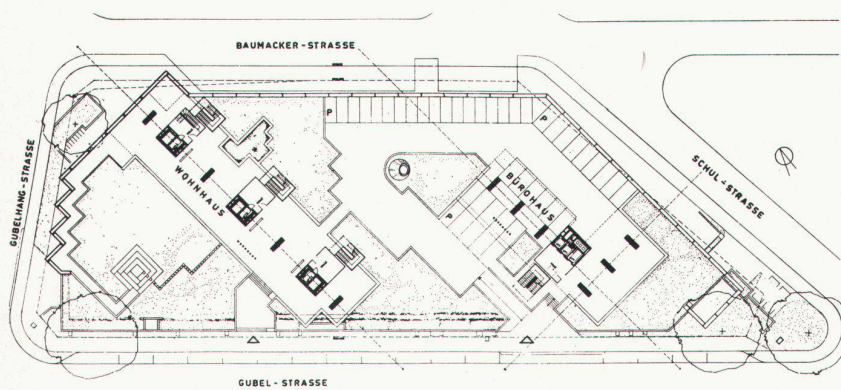 BAUMACKER-STRASSE
P
P
SCHUL-STRASSE
GUBELHANG-STRASSE
WOHNHAUS
BÜROHAUS
P
GUBEL-STRASSE